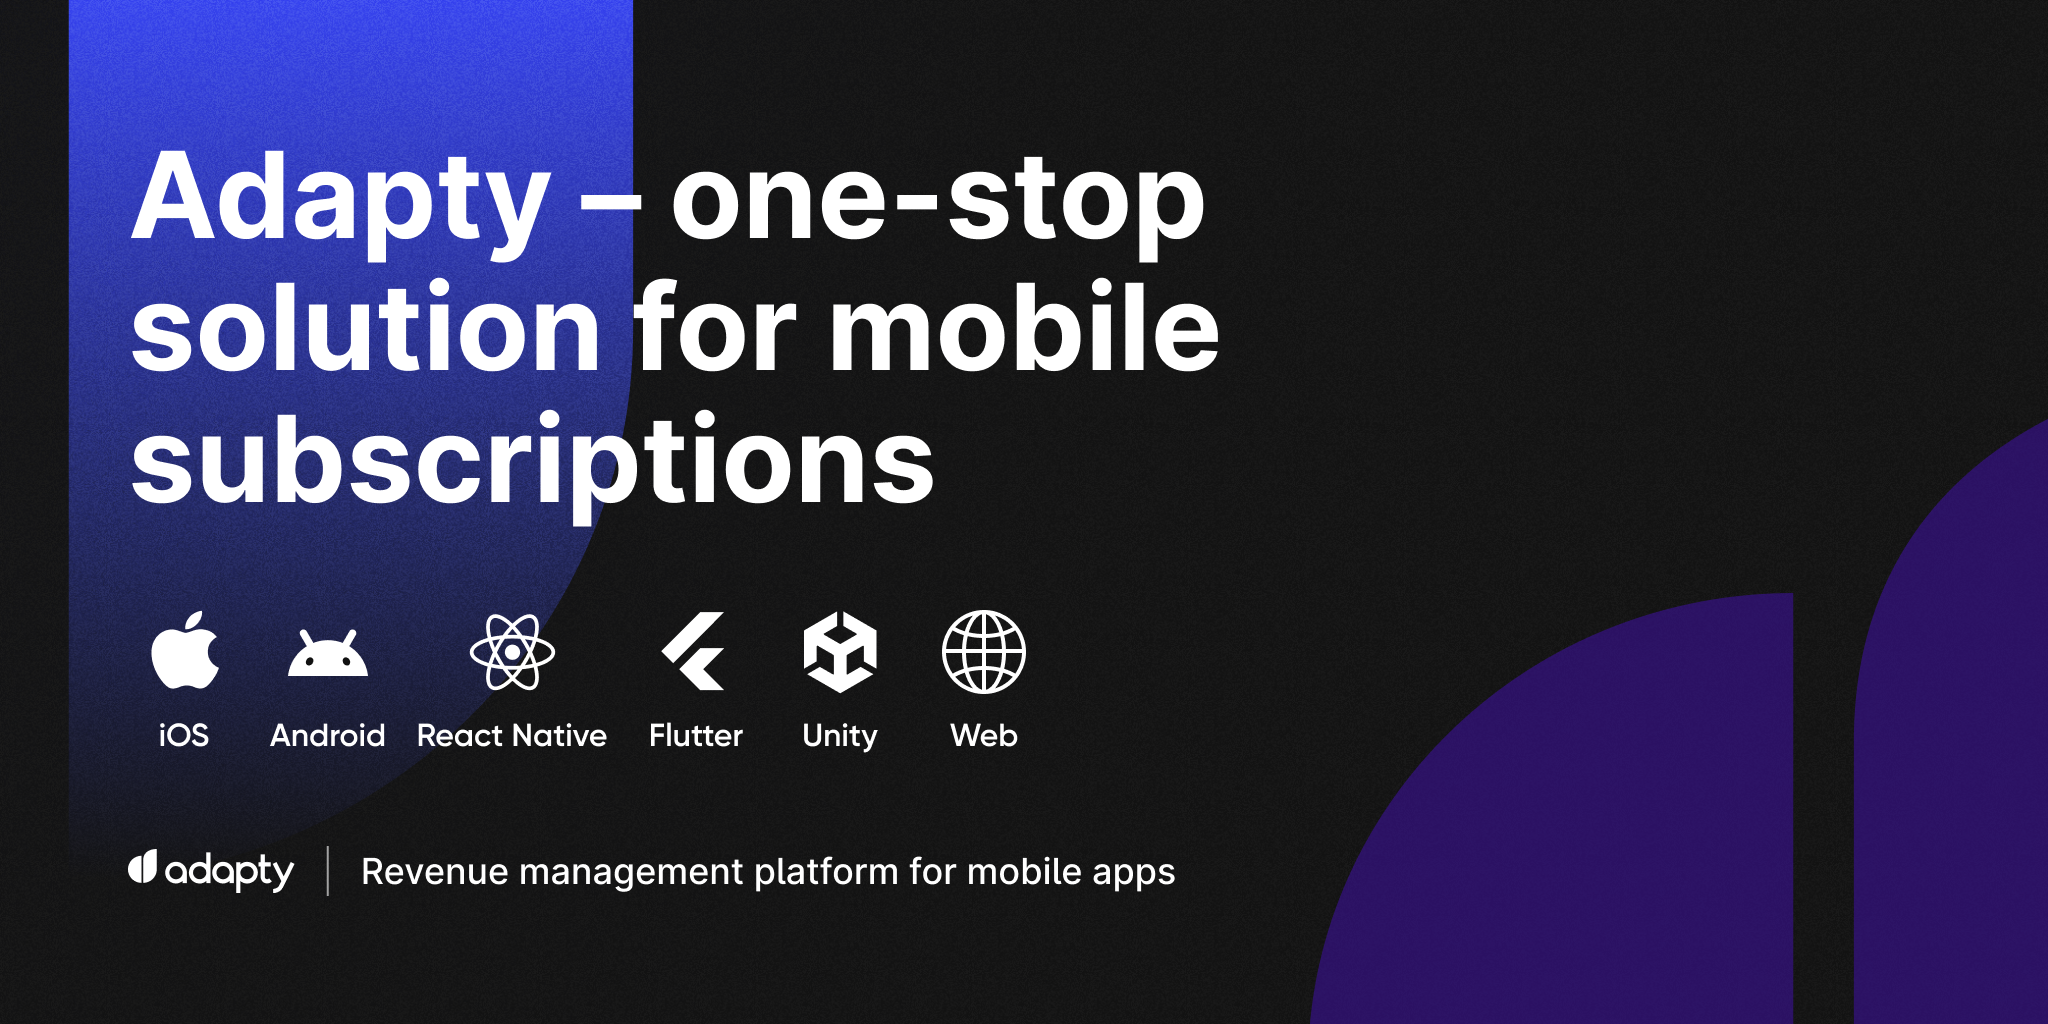 Adapty – one-stop
solution for mobile
subscriptions
iOS Android React Native Flutter Unity Web
adapty | Revenue management platform for mobile apps